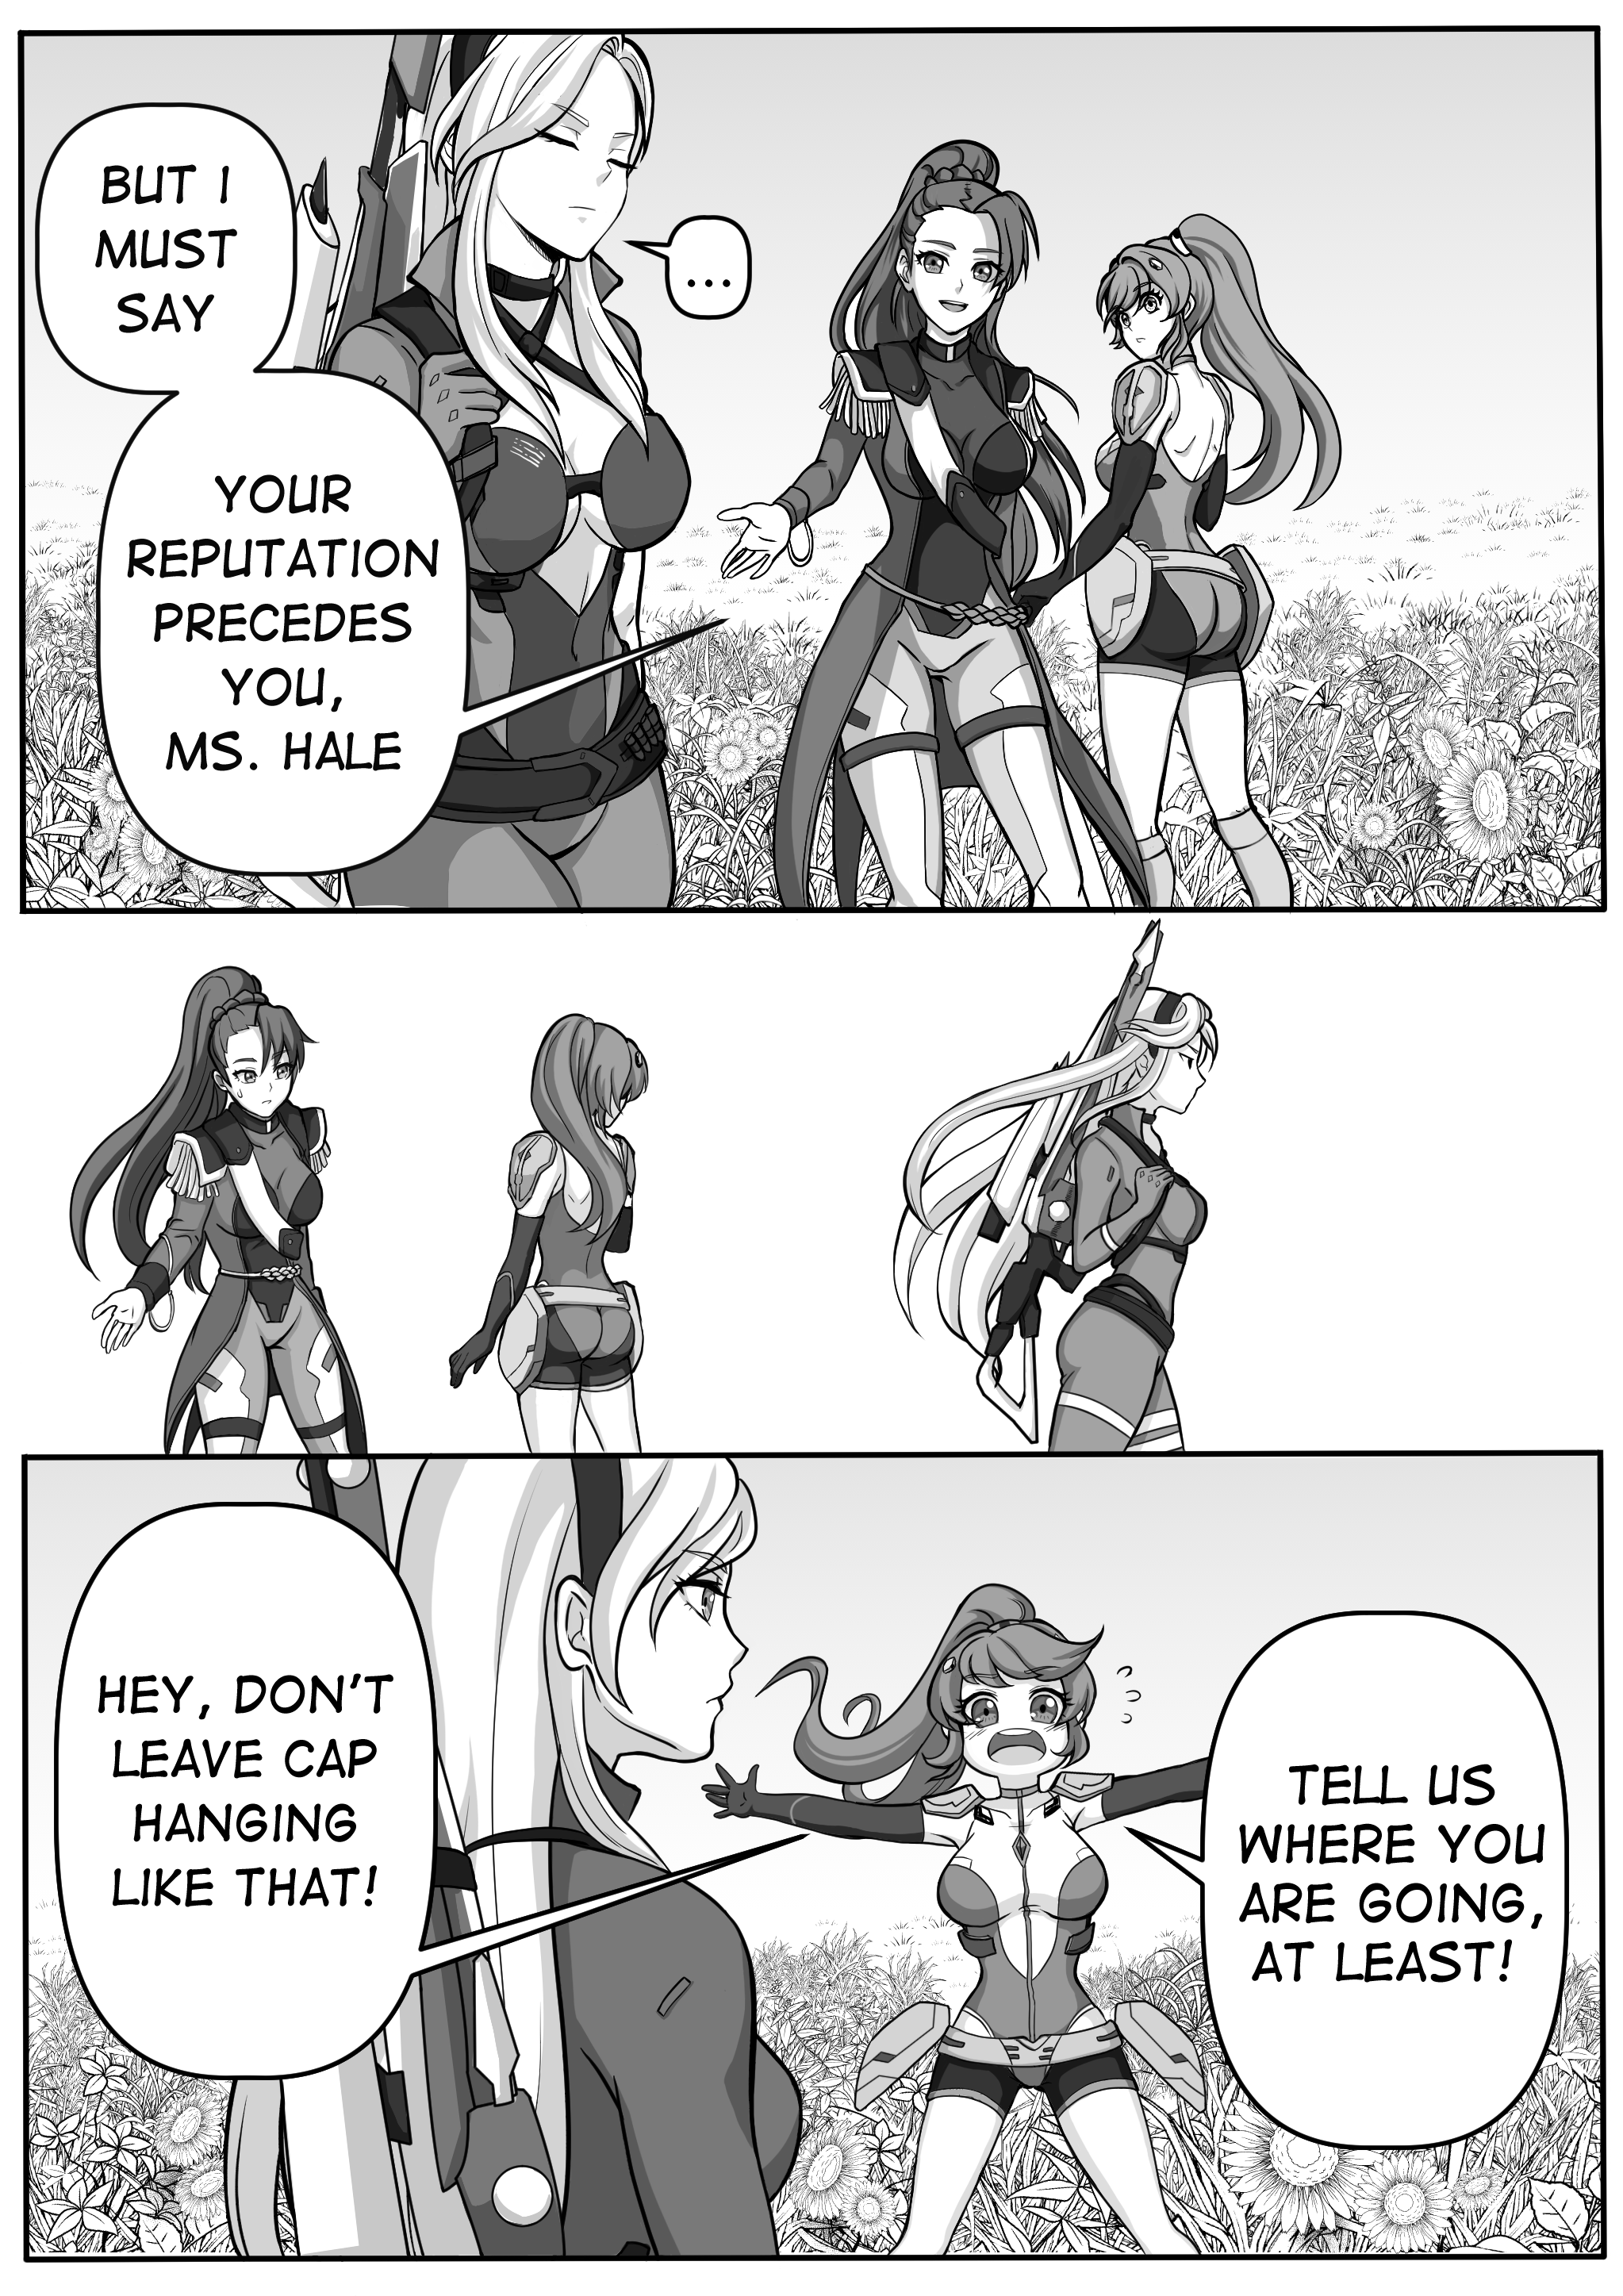 BUT I
MUST
SAY
YOUR
REPUTATION
PRECEDES
YOU,
MS. HALE
...
HEY, DON'T
LEAVE CAP
HANGING
LIKE THAT!
TELL US
WHERE YOU
ARE GOING,
AT LEAST!